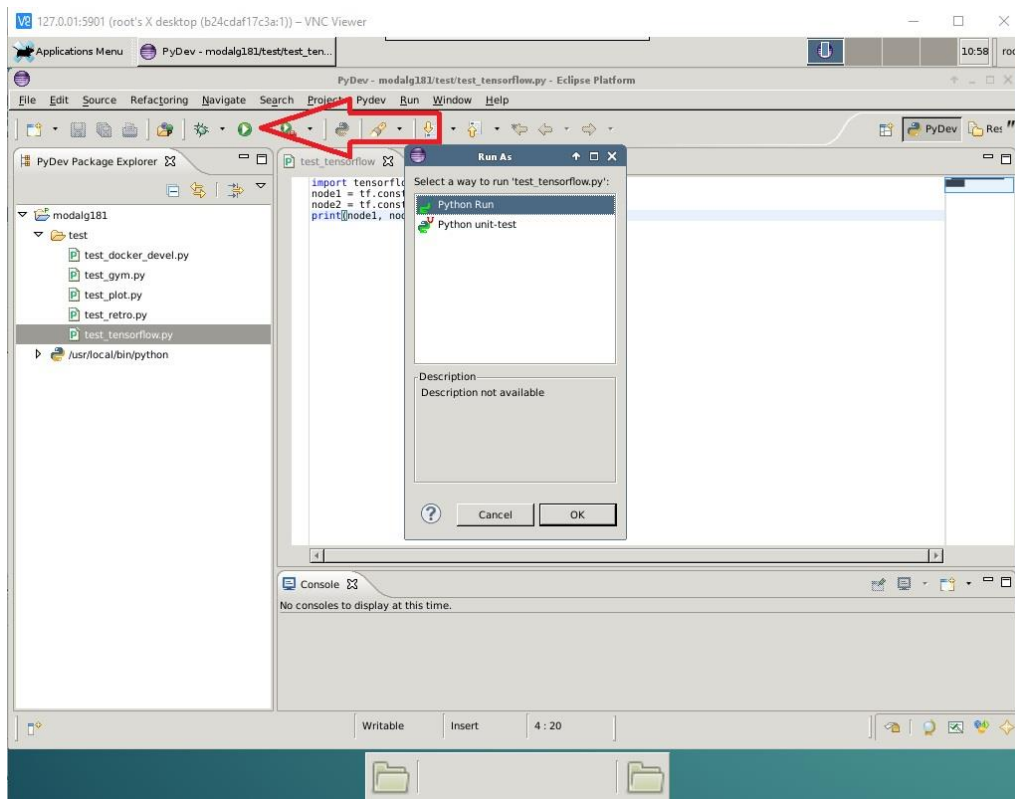 127.0.01:5901 (root's X desktop (b24cdaf17c3a:1)) – VNC Viewer
Applications Menu PyDev - modalg181/test/test_ten... 10:58
PyDev - modalg181/test/test_tensorflow.py - Eclipse Platform
File Edit Source Refactoring Navigate Search Project Pydev Run Window Help
PyDev
PyDev Package Explorer
test_tensorflow
Run As
modalg181
test
test_docker_devel.py
test_gym.py
test_plot.py
test_retro.py
test_tensorflow.py
/usr/local/bin/python
import tensorflo
node1 = tf.const
node2 = tf.const
print(node1, nod
Select a way to run 'test_tensorflow.py':
Python Run
Python unit-test
Description
Description not available
Cancel OK
Console
No consoles to display at this time.
Writable Insert 4 : 20